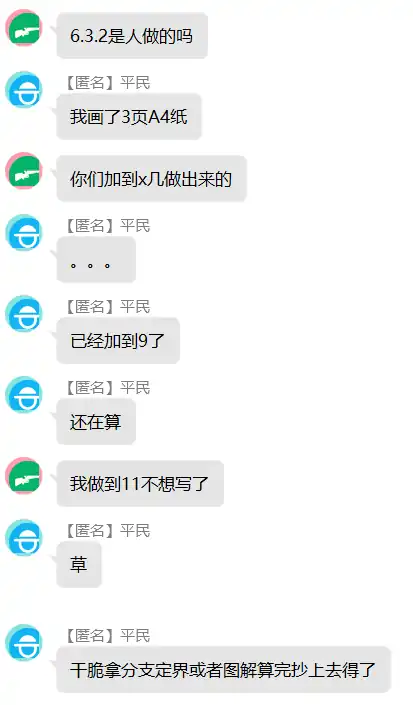 6.3.2是人做的吗
【匿名】平民
我画了3页A4纸
你们加到x几做出来的
【匿名】平民
。。。
【匿名】平民
已经加到9了
【匿名】平民
还在算
我做到11不想写了
【匿名】平民
草
【匿名】平民
干脆拿分支定界或者图解算完抄上去得了